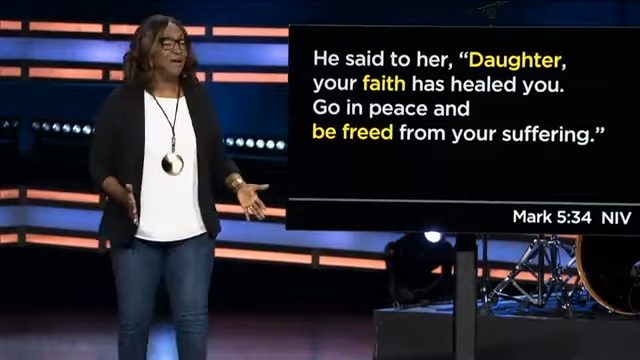 He said to her, “Daughter,
your faith has healed you.
Go in peace and
be freed from your suffering.”
Mark 5:34 NIV